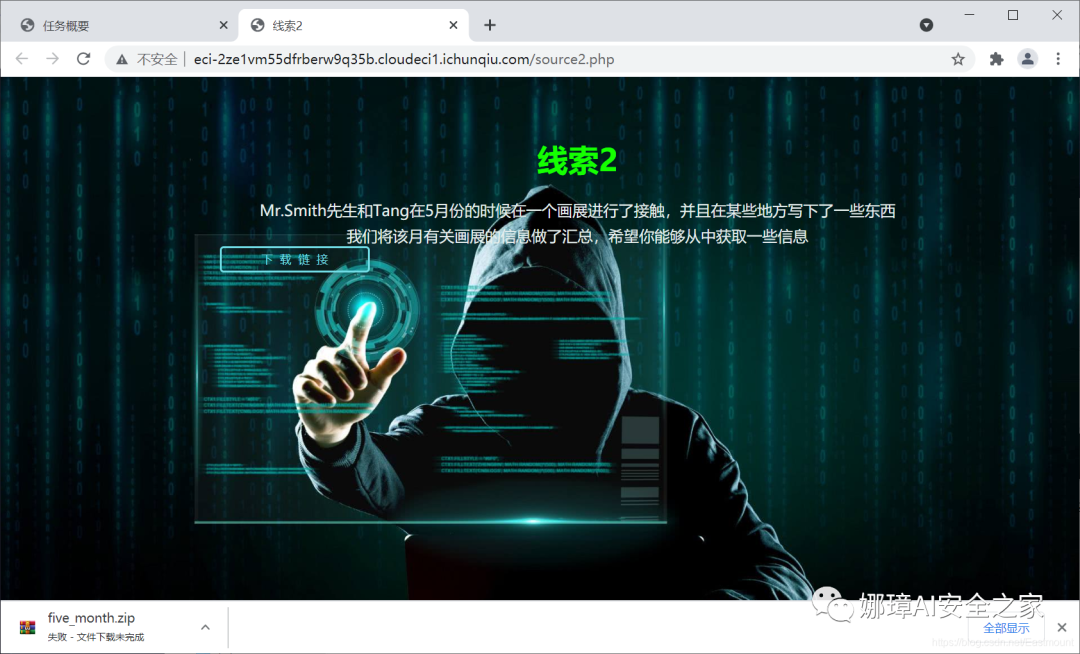 任务概要
线索2
不安全
eci-2ze1vm55dfrberw9q35b.cloudeci1.ichunqiu.com/source2.php
线索2
Mr.Smith先生和Tang在5月份的时候在一个画展进行了接触，并且在某些地方写下了一些东西
我们将该月有关画展的信息做了汇总，希望你能够从中获取一些信息
下载链接
five_month.zip
失败 - 文件下载未完成
娜璋AI安全之家
全部显示
https://blog.csdn.net/Eastmount